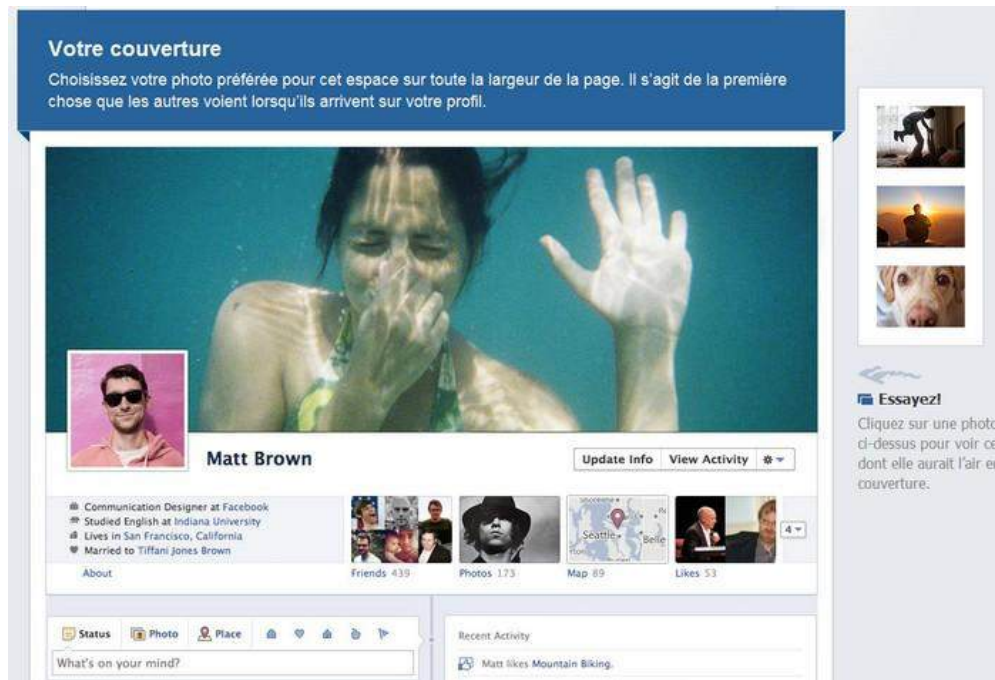 Votre couverture
Choisissez votre photo préférée pour cet espace sur toute la largeur de la page. Il s'agit de la première
chose que les autres voient lorsqu'ils arrivent sur votre profil.
Matt Brown
Update Info View Activity
Communication Designer at Facebook
Studied English at Indiana University
Lives in San Francisco, California
Married to Tiffani Jones Brown
About
Seattle
Belle
4
Friends 439
Photos 173
Map 89
Likes 53
Status Photo Place
What's on your mind?
Recent Activity
Matt likes Mountain Biking.
Essayez!
Cliquez sur une photo
ci-dessus pour voir ce
dont elle aurait l'air en
couverture.